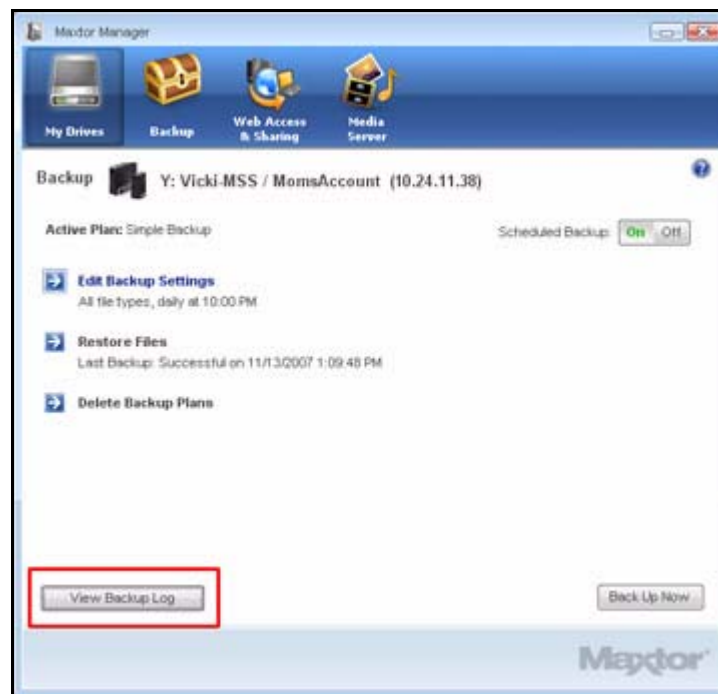 Maxtor Manager
My Drives
Backup
Web Access
& Sharing
Media
Server
Backup
Y: Vicki-MSS / MomsAccount (10.24.11.38)
Active Plan: Simple Backup
Scheduled Backup: On Off
Edit Backup Settings
All file types, daily at 10:00 PM
Restore Files
Last Backup: Successful on 11/13/2007 1:09:48 PM
Delete Backup Plans
View Backup Log
Back Up Now
Maxtor